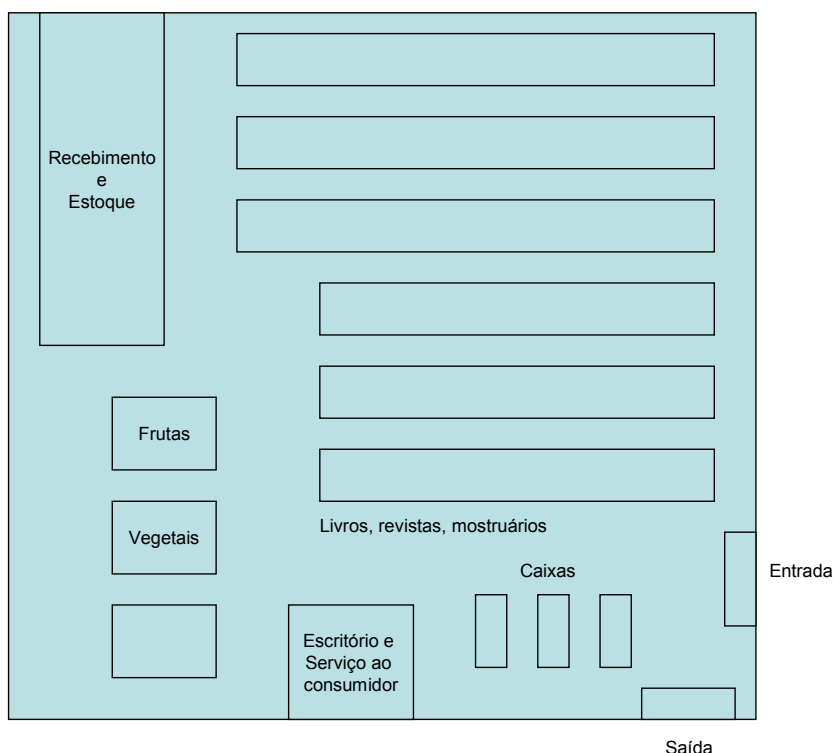 Recebimento
e
Estoque
Frutas
Vegetais
Livros, revistas, mostruários
Caixas
Entrada
Escritório e
Serviço ao
consumidor
Saída